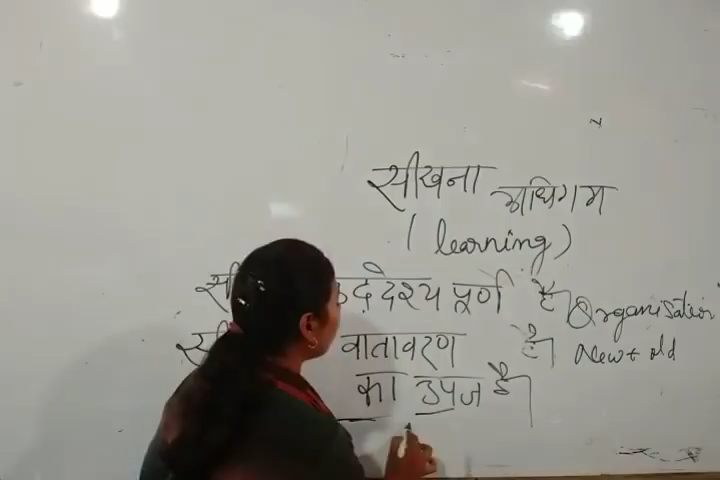 सीखना अधिगम
(learning)
उद्देश्य पूर्ण है। Organisation
वातावरण है। New + old
का उपज है।